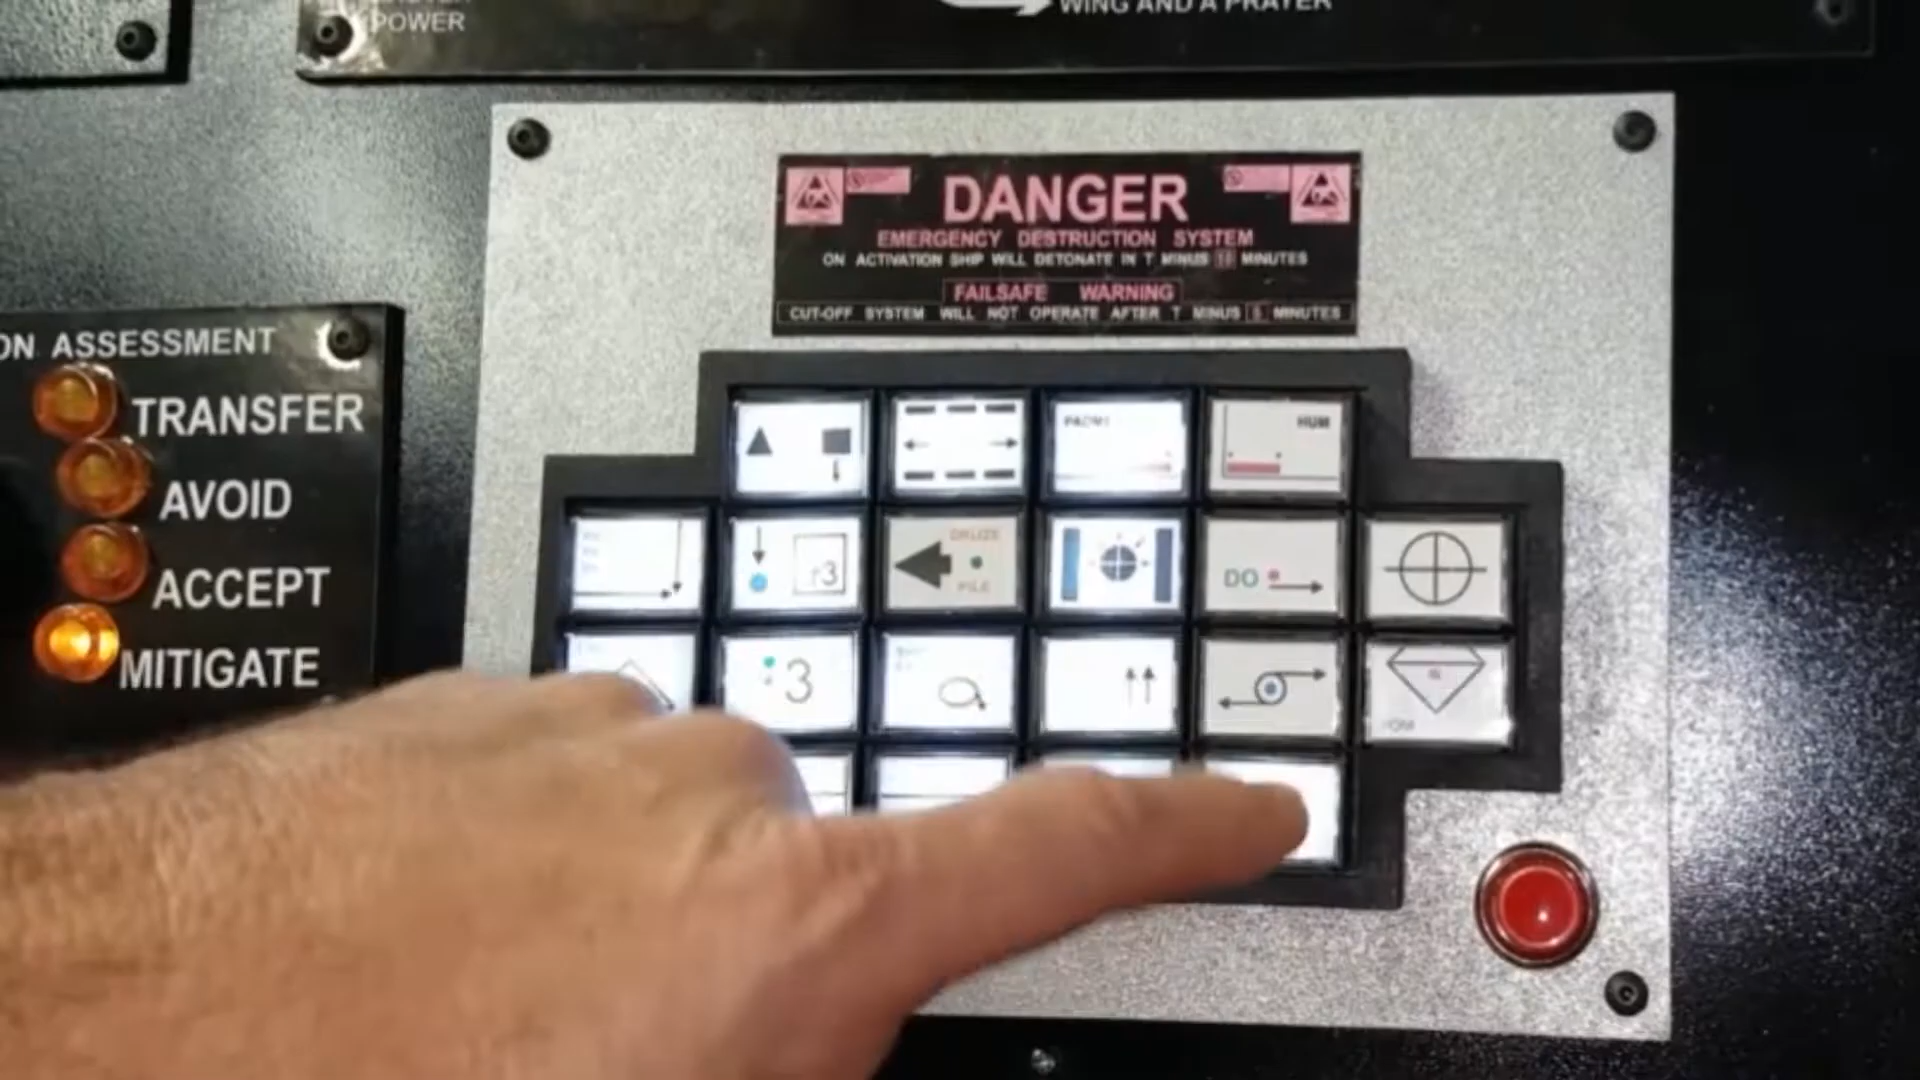 POWER
WING AND A PRAYER
DANGER
EMERGENCY DESTRUCTION SYSTEM
ON ACTIVATION SHIP WILL DETONATE IN T MINUS 10 MINUTES
FAILSAFE WARNING
CUT-OFF SYSTEM WILL NOT OPERATE AFTER T MINUS 5 MINUTES
ON ASSESSMENT
TRANSFER
AVOID
ACCEPT
MITIGATE
HUM
DO
3